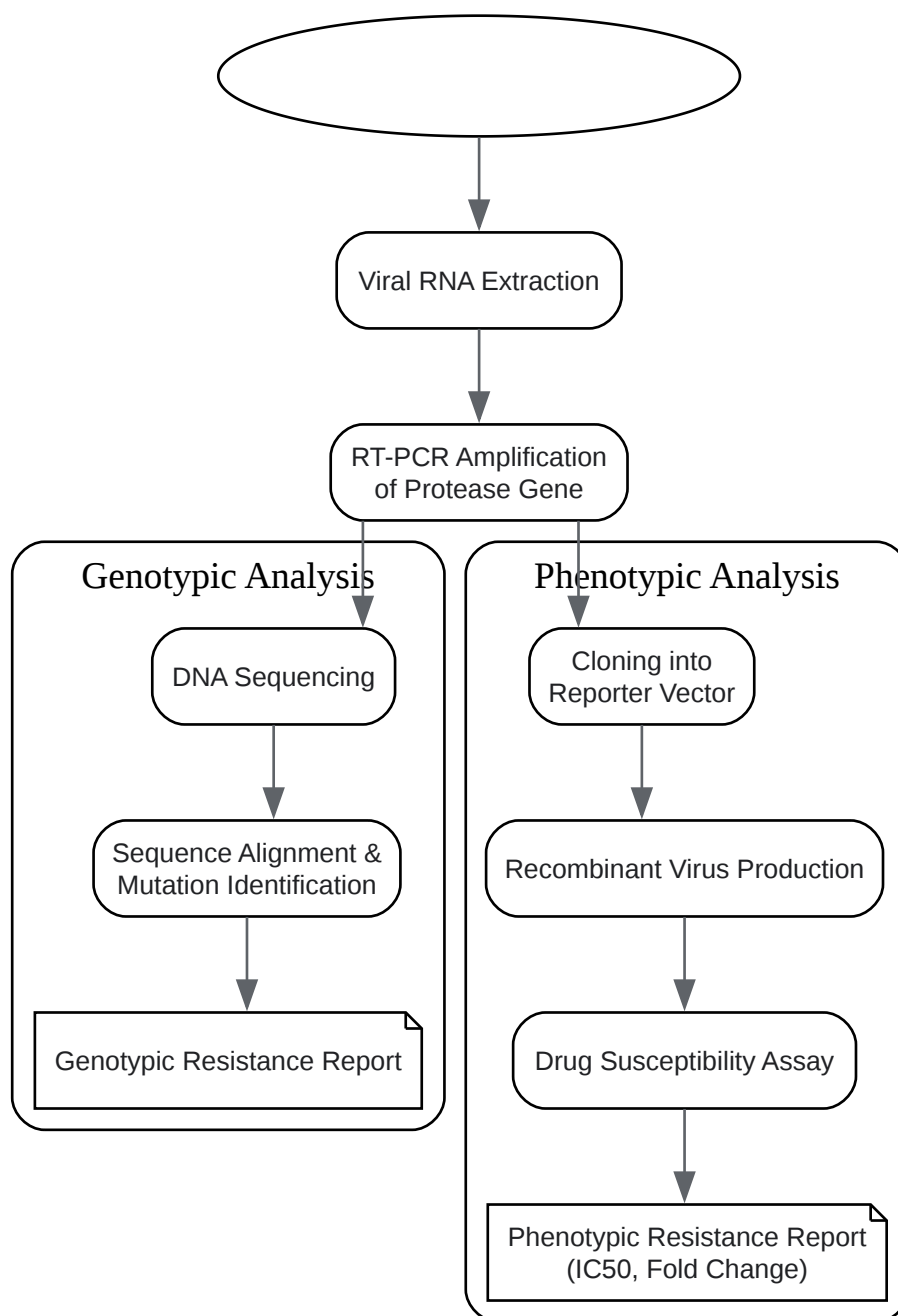 Viral RNA Extraction
RT-PCR Amplification
of Protease Gene
Genotypic Analysis
DNA Sequencing
Sequence Alignment &
Mutation Identification
Genotypic Resistance Report
Phenotypic Analysis
Cloning into
Reporter Vector
Recombinant Virus Production
Drug Susceptibility Assay
Phenotypic Resistance Report
(IC50, Fold Change)